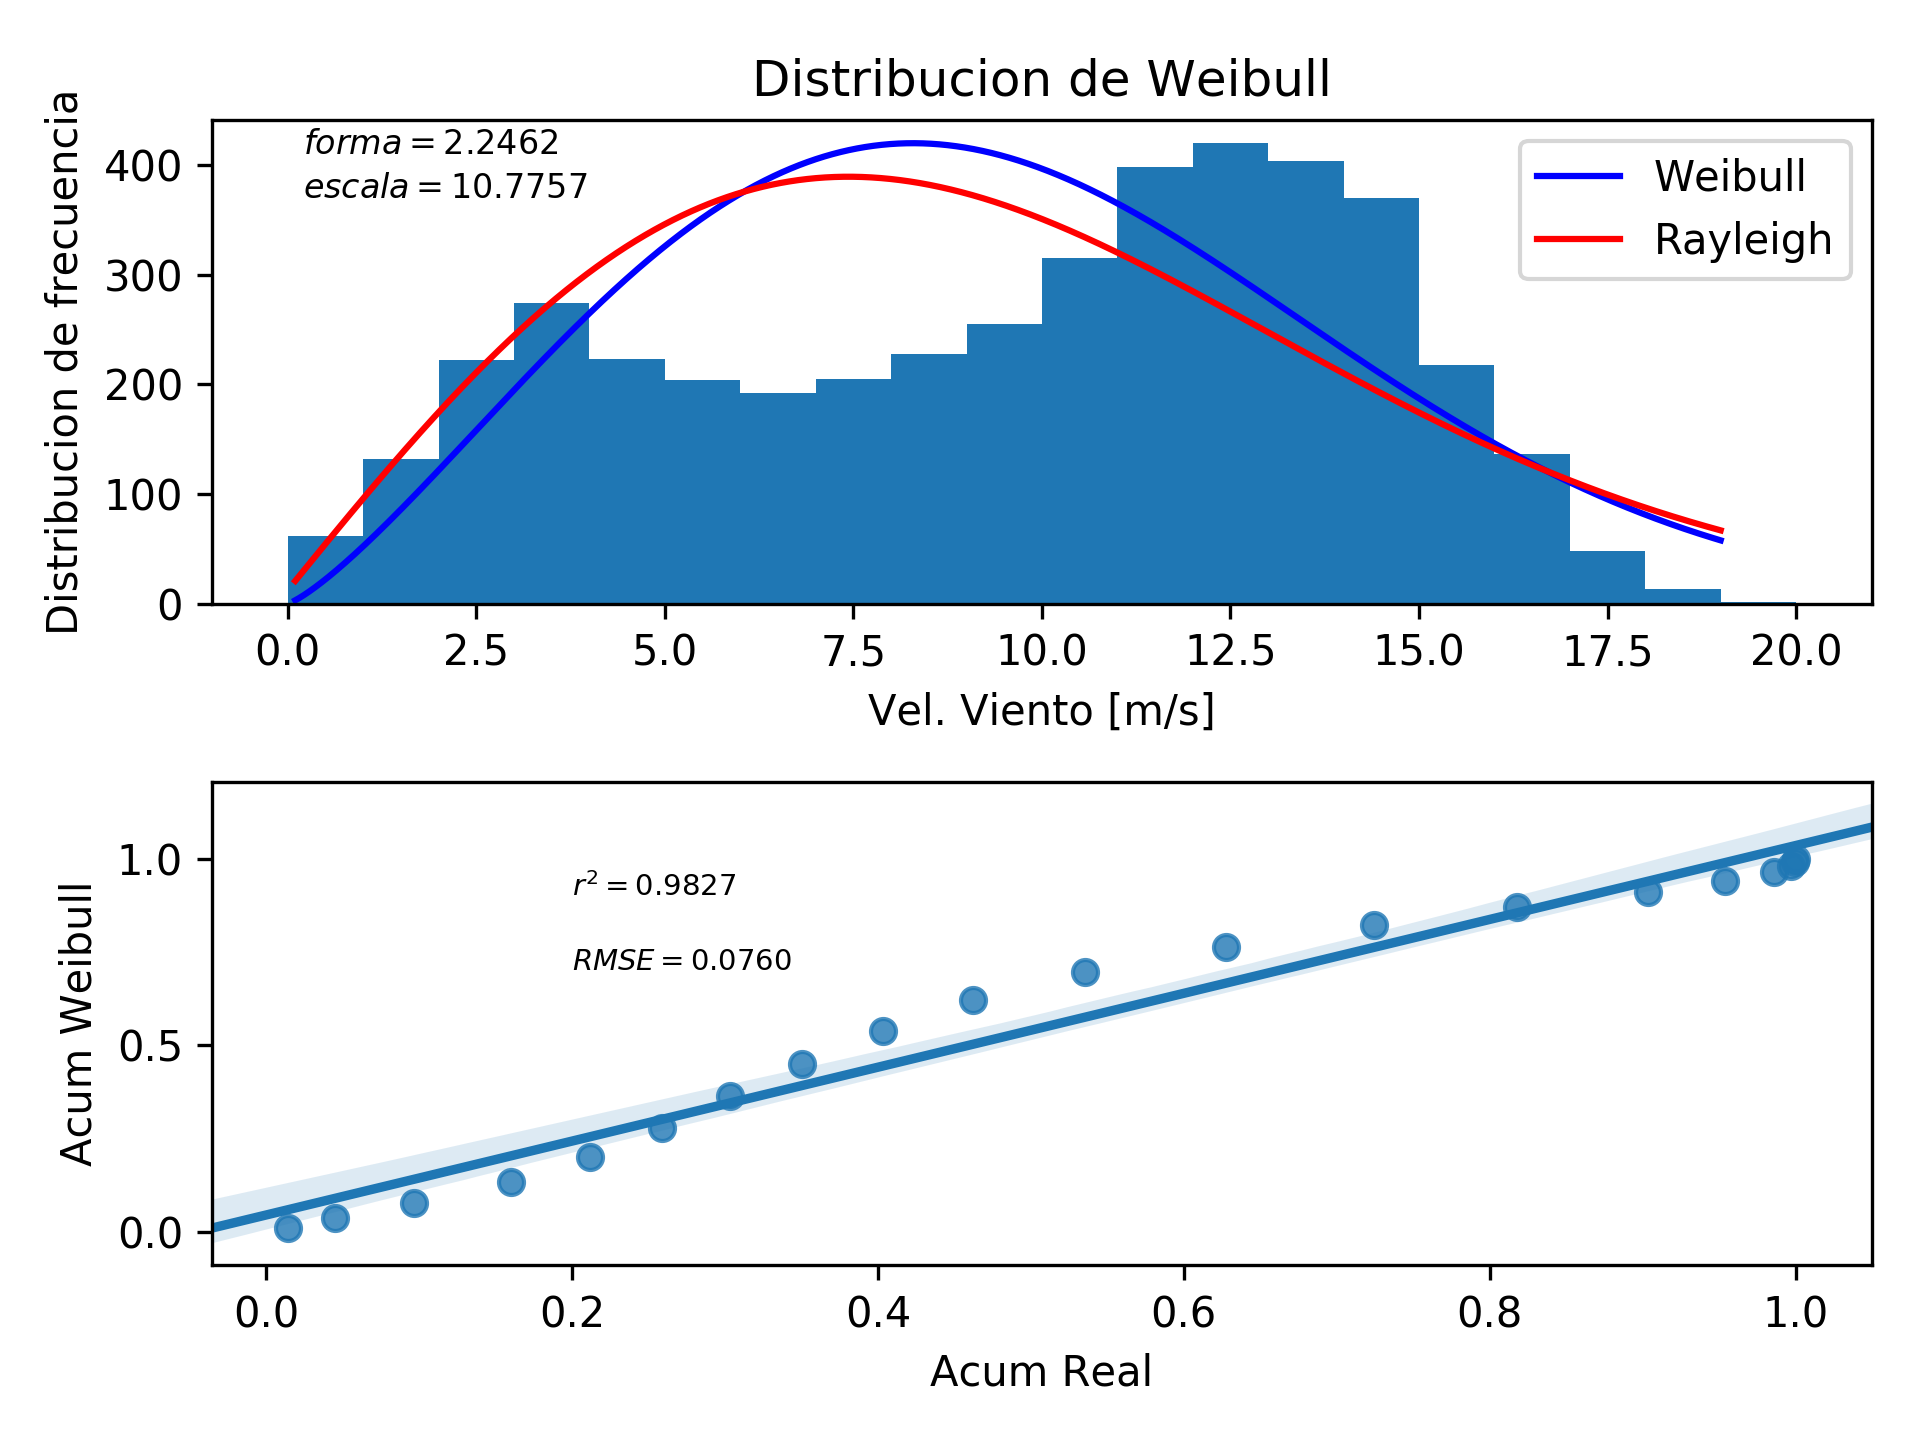 Distribucion de Weibull
forma = 2.2462
escala = 10.7757
Weibull
Rayleigh
Distribucion de frecuencia
400
300
200
100
0
0.0 2.5 5.0 7.5 10.0 12.5 15.0 17.5 20.0
Vel. Viento [m/s]
r² = 0.9827
RMSE = 0.0760
Acum Weibull
1.0
0.5
0.0
0.0 0.2 0.4 0.6 0.8 1.0
Acum Real